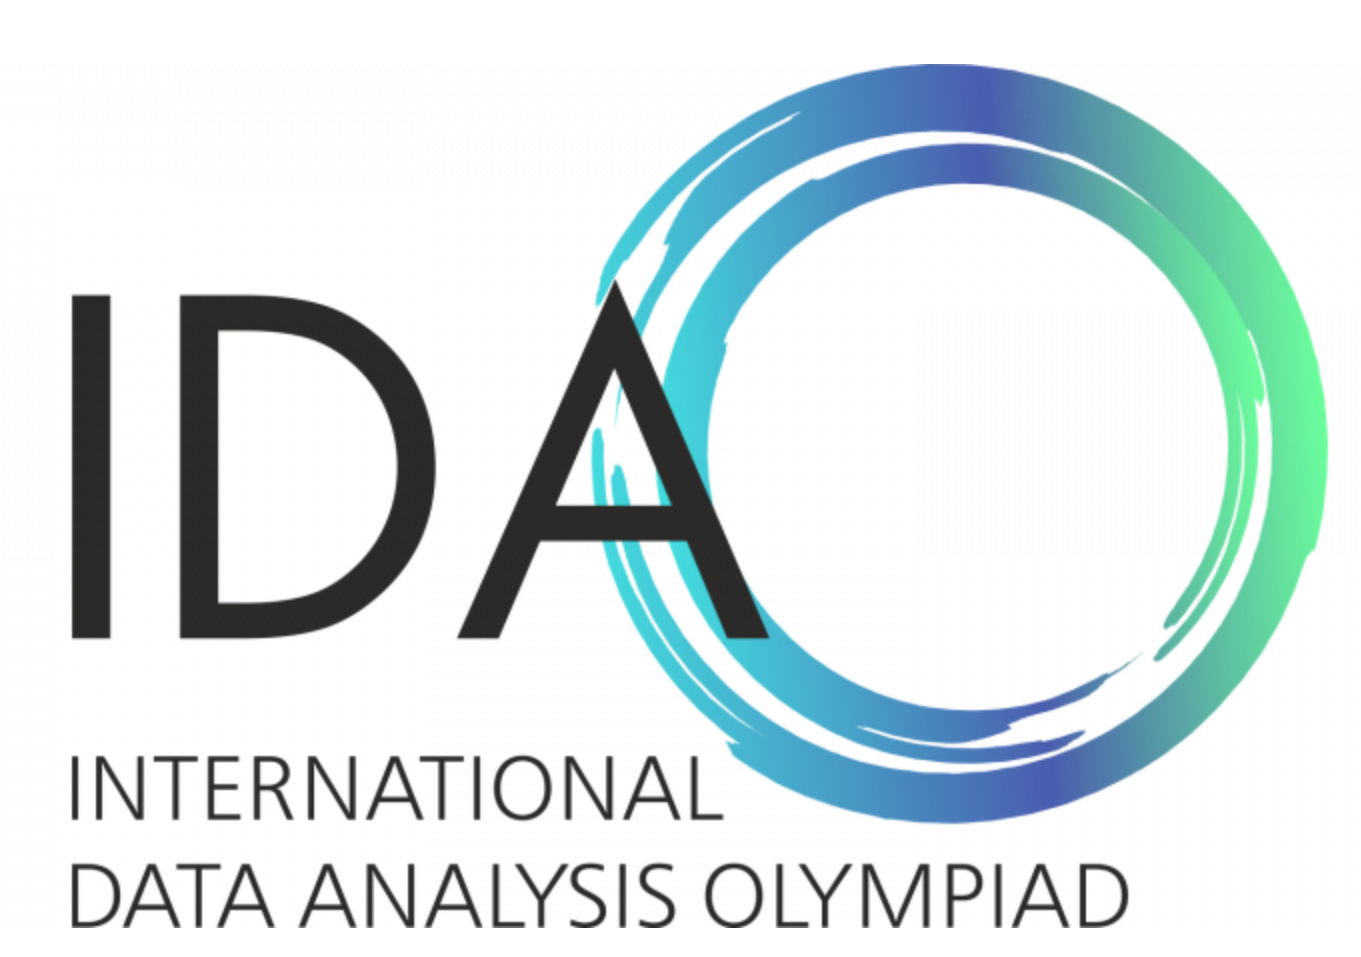 IDAO
INTERNATIONAL
DATA ANALYSIS OLYMPIAD